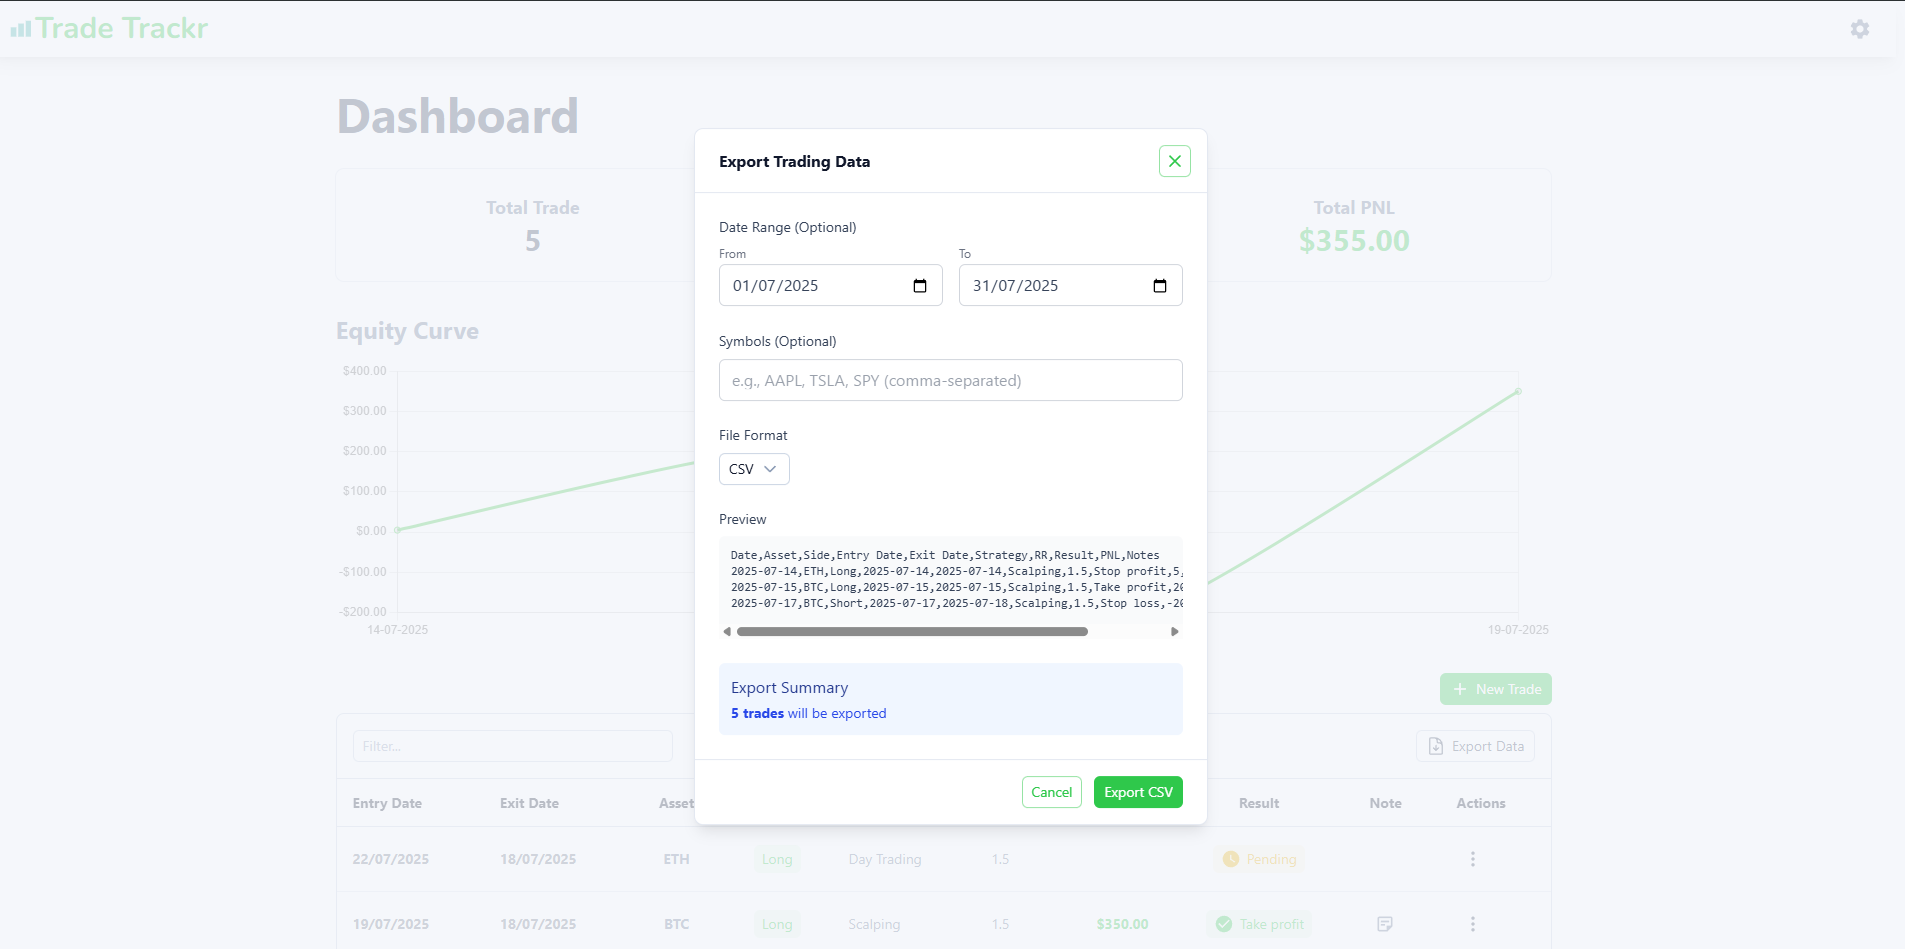 Trade Trackr
Dashboard
Total Trade
5
Total PNL
$355.00
Equity Curve
$400.00
$300.00
$200.00
$100.00
$0.00
-$100.00
-$200.00
14-07-2025
19-07-2025
Export Trading Data
Date Range (Optional)
From
To
01/07/2025
31/07/2025
Symbols (Optional)
e.g., AAPL, TSLA, SPY (comma-separated)
File Format
CSV
Preview
Date,Asset,Side,Entry Date,Exit Date,Strategy,RR,Result,PNL,Notes
2025-07-14,ETH,Long,2025-07-14,2025-07-14,Scalping,1.5,Stop profit,5,
2025-07-15,BTC,Long,2025-07-15,2025-07-15,Scalping,1.5,Take profit,20
2025-07-17,BTC,Short,2025-07-17,2025-07-18,Scalping,1.5,Stop loss,-20
Export Summary
5 trades will be exported
Cancel
Export CSV
New Trade
Filter...
Export Data
Entry Date Exit Date Asset Result Note Actions
22/07/2025 18/07/2025 ETH Long Day Trading 1.5 Pending
19/07/2025 18/07/2025 BTC Long Scalping 1.5 $350.00 Take profit